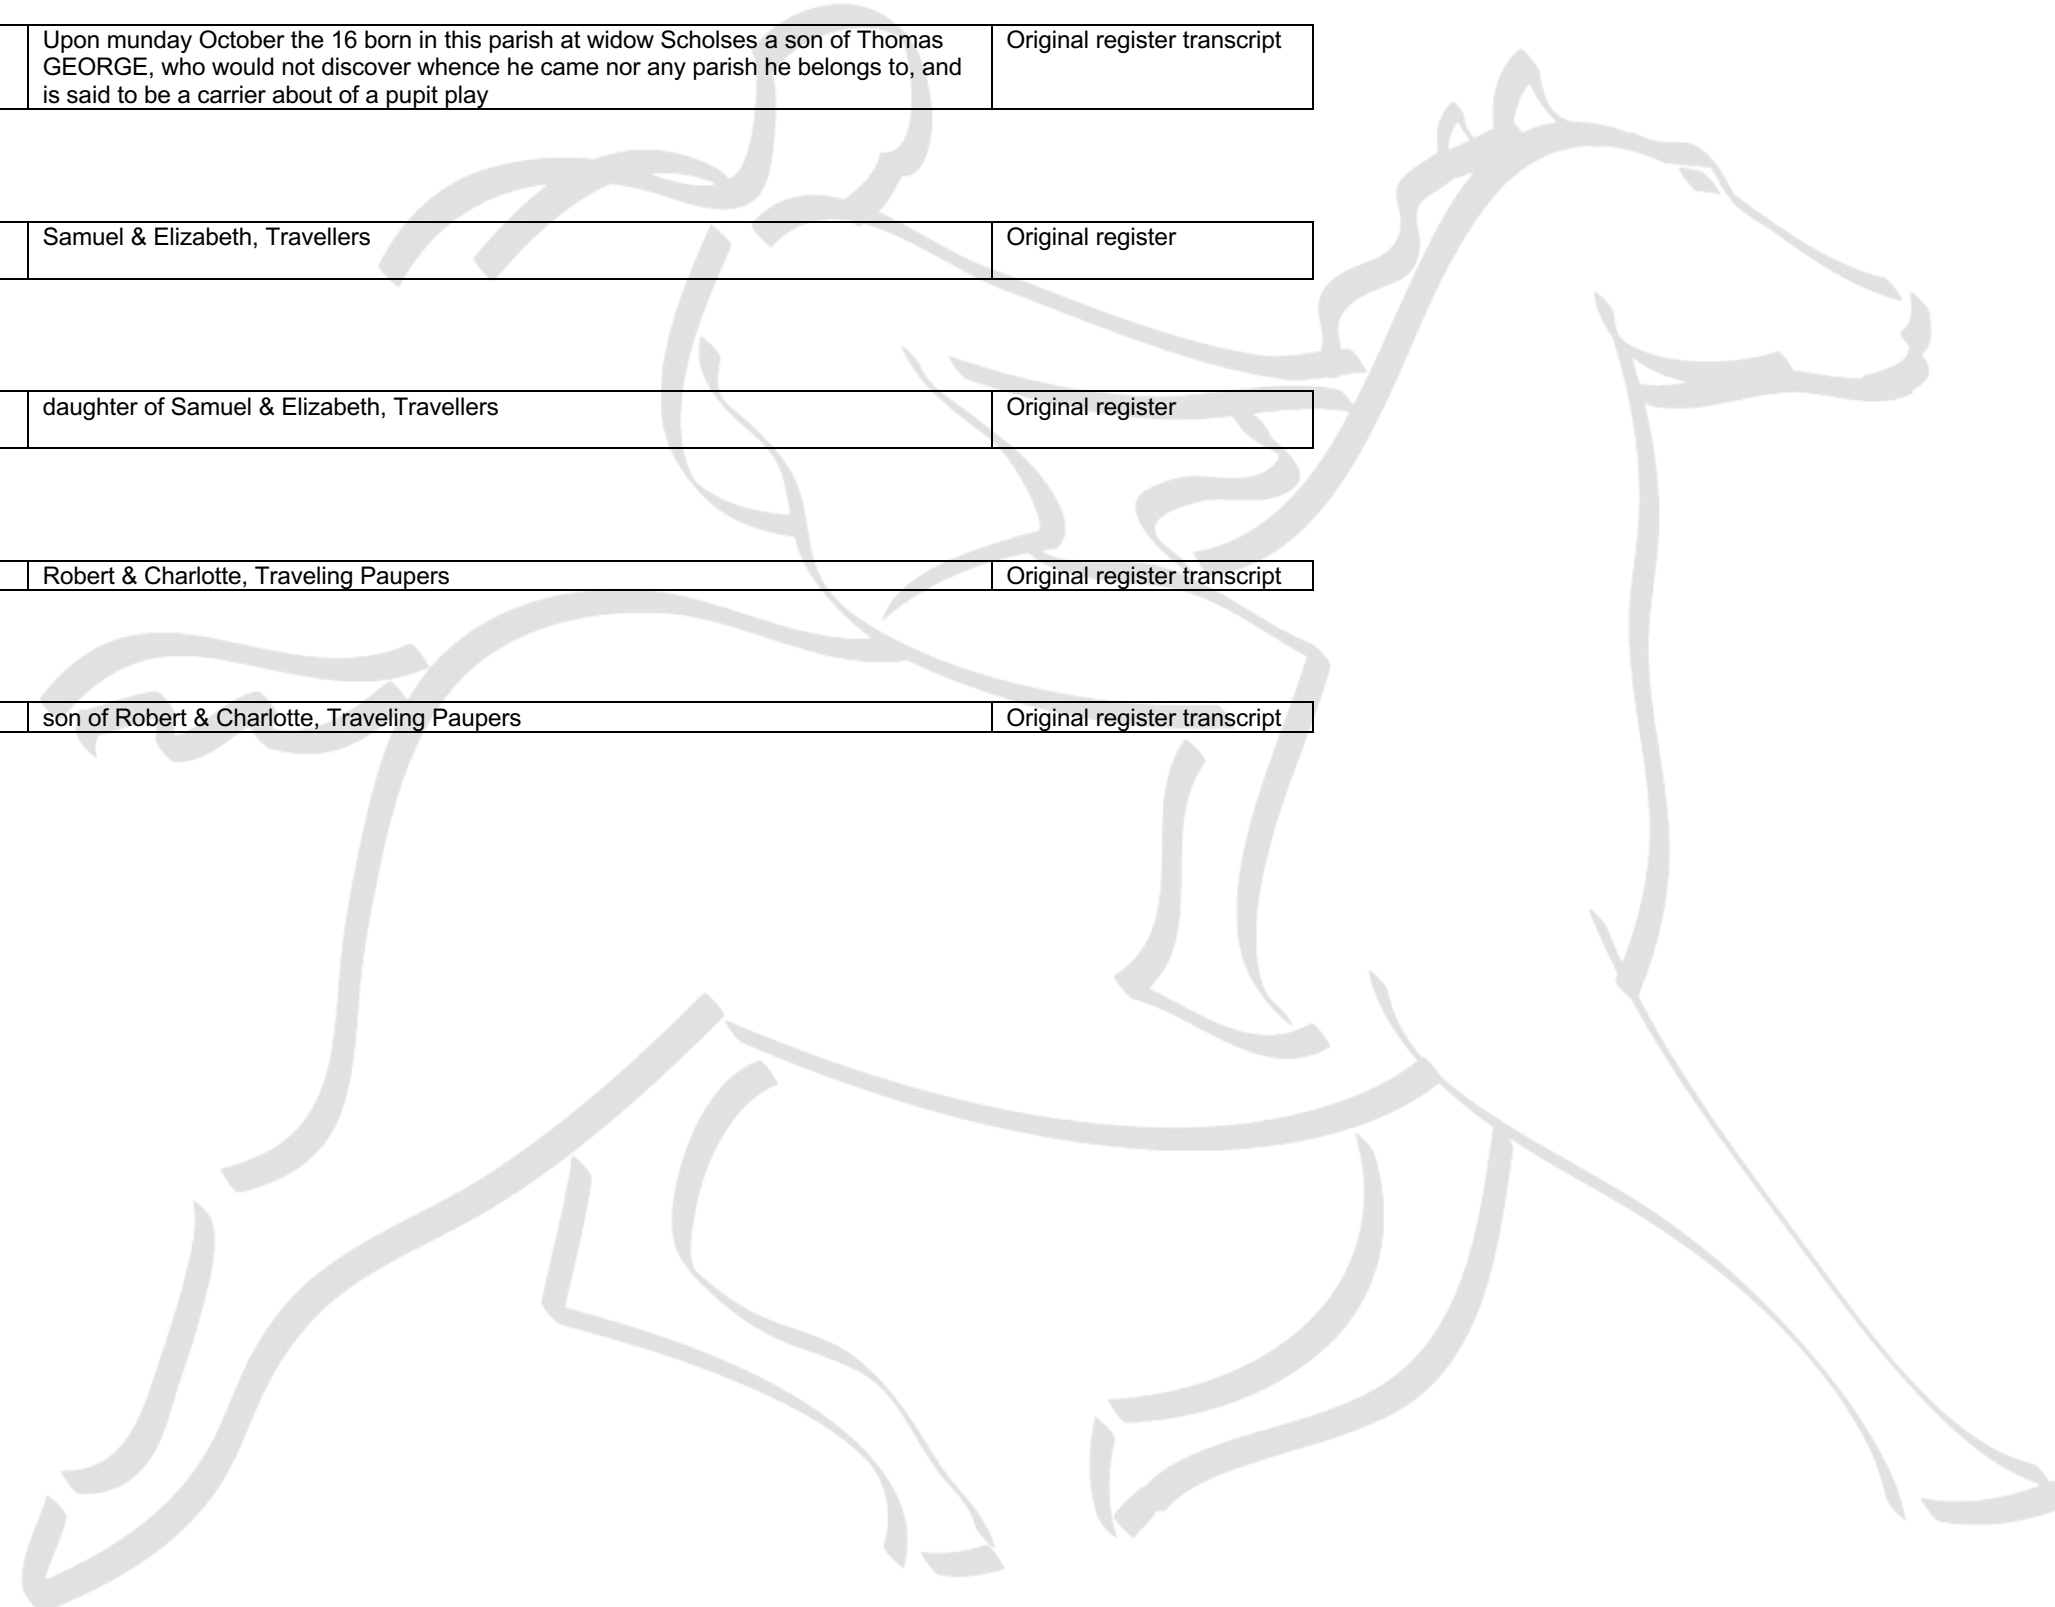 Upon munday October the 16 born in this parish at widow Scholses a son of Thomas
GEORGE, who would not discover whence he came nor any parish he belongs to, and
is said to be a carrier about of a pupit play
Original register transcript
Samuel & Elizabeth, Travellers
Original register
daughter of Samuel & Elizabeth, Travellers
Original register
Robert & Charlotte, Traveling Paupers
Original register transcript
son of Robert & Charlotte, Traveling Paupers
Original register transcript